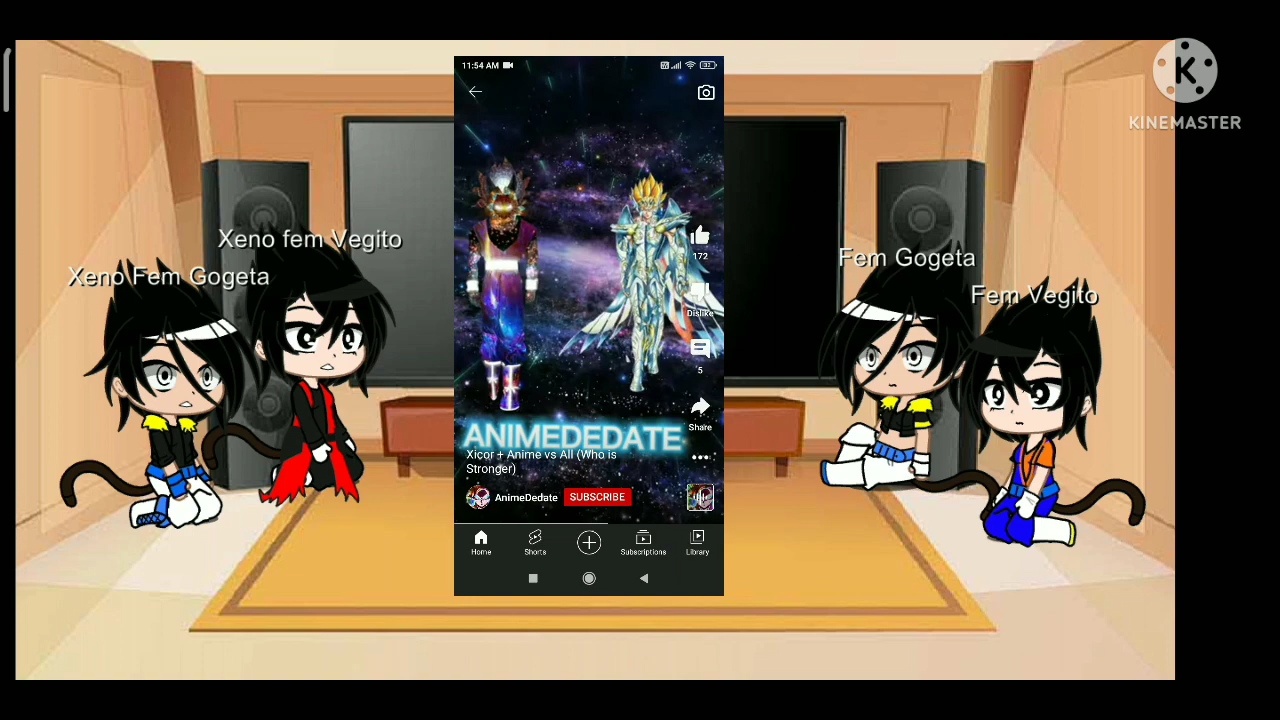 11:54 AM
K
KINEMASTER
Xeno fem Vegito
Xeno Fem Gogeta
Fem Gogeta
Fem Vegito
172
Dislike
5
Share
ANIMEDEDATE
Xicor + Anime vs All (Who is
Stronger)
AnimeDedate SUBSCRIBE
Home Shorts Subscriptions Library